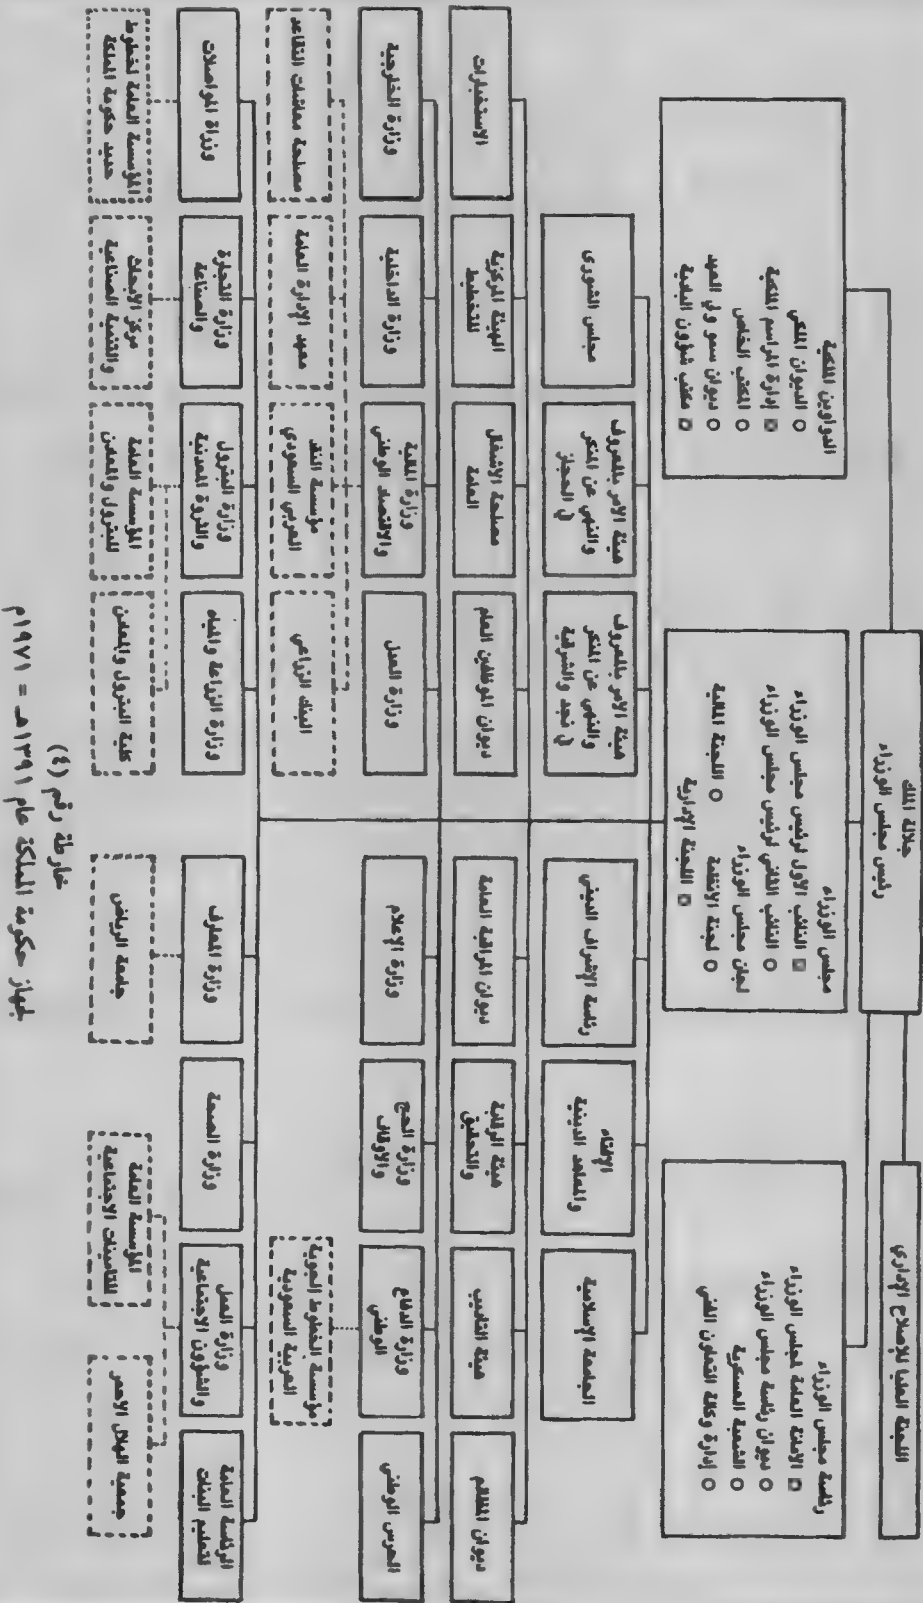 اللجنة العليا للإصلاح الإداري
جلالة الملك
رئيس مجلس الوزراء
رئاسة مجلس الوزراء
الأمانة العامة لمجلس الوزراء
ديوان رئاسة مجلس الوزراء
الشعبة العسكرية
إدارة وكالة التعاون الفني
مجلس الوزراء
النائب الأول لرئيس مجلس الوزراء
النائب الثاني لرئيس مجلس الوزراء
لجان مجلس الوزراء
لجنة الأنظمة
اللجنة المالية
اللجنة الإدارية
الدواوين الملكية
الديوان الملكي
إدارة المراسم الملكية
المكتب الخاص
ديوان سمو ولي العهد
مكتب شؤون البادية
الجامعة الإسلامية
الإفتاء
والمعاهد الدينية
رئاسة الإشراف الديني
هيئة الأمر بالمعروف
والنهي عن المنكر
في نجد والشرقية
هيئة الأمر بالمعروف
والنهي عن المنكر
في الحجاز
مجلس الشورى
ديوان المظالم
هيئة التأديب
هيئة الرقابة
والتحقيق
ديوان المراقبة العامة
ديوان الموظفين العام
مصلحة الأشغال
العامة
الهيئة المركزية
للتخطيط
الاستخبارات
الحرس الوطني
وزارة الدفاع
الوطني
وزارة الحج
والأوقاف
وزارة الإعلام
وزارة العدل
وزارة المالية
والاقتصاد الوطني
وزارة الداخلية
وزارة الخارجية
مؤسسة الخطوط الجوية
العربية السعودية
البنك الزراعي
مؤسسة النقد
العربي السعودي
معهد الإدارة العامة
مصلحة معاشات التقاعد
الرئاسة العامة
لتعليم البنات
وزارة العمل
والشؤون الاجتماعية
وزارة الصحة
وزارة المعارف
وزارة الزراعة والمياه
وزارة البترول
والثروة المعدنية
وزارة التجارة
والصناعة
وزارة المواصلات
جمعية الهلال الأحمر
المؤسسة العامة
للتأمينات الاجتماعية
جامعة الرياض
كلية البترول والمعادن
المؤسسة العامة
للبترول والمعادن
مركز الأبحاث
والتنمية الصناعية
المؤسسة العامة لخطوط
حديد حكومة المملكة
خارطة رقم (٤)
لجهاز حكومة المملكة عام ١٣٩١هـ = ١٩٧١م